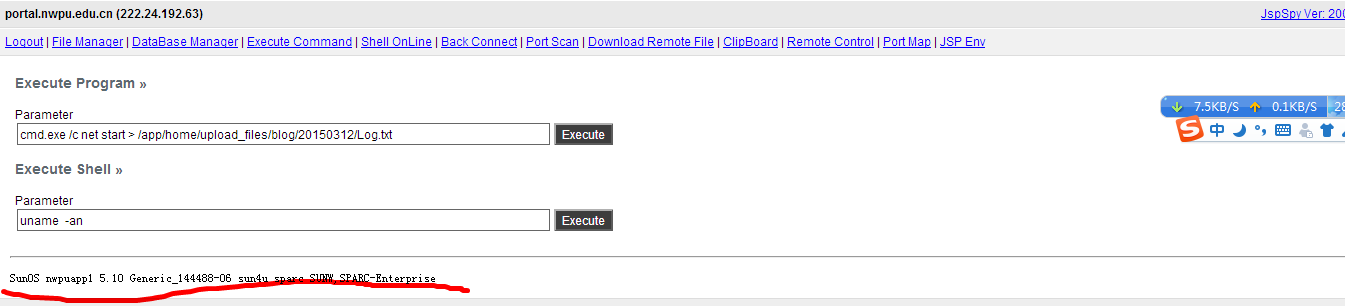 portal.nwpu.edu.cn (222.24.192.63)
JspSpy Ver: 200
Logout | File Manager | DataBase Manager | Execute Command | Shell OnLine | Back Connect | Port Scan | Download Remote File | ClipBoard | Remote Control | Port Map | JSP Env
Execute Program »
Parameter
cmd.exe /c net start > /app/home/upload_files/blog/20150312/Log.txt Execute
7.5KB/S 0.1KB/S 28
S 中
Execute Shell »
Parameter
uname -an Execute
SunOS nwpuapp1 5.10 Generic_144488-06 sun4u sparc SUNW,SPARC-Enterprise